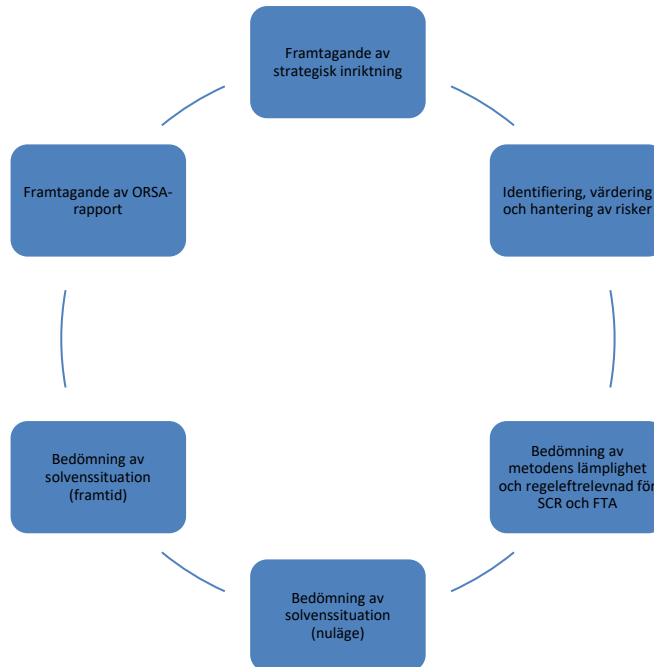 Framtagande av
strategisk inriktning
Identifiering, värdering
och hantering av risker
Bedömning av
metodens lämplighet
och regeleftrelevnad för
SCR och FTA
Bedömning av
solvenssituation
(nuläge)
Bedömning av
solvenssituation
(framtid)
Framtagande av ORSA-
rapport